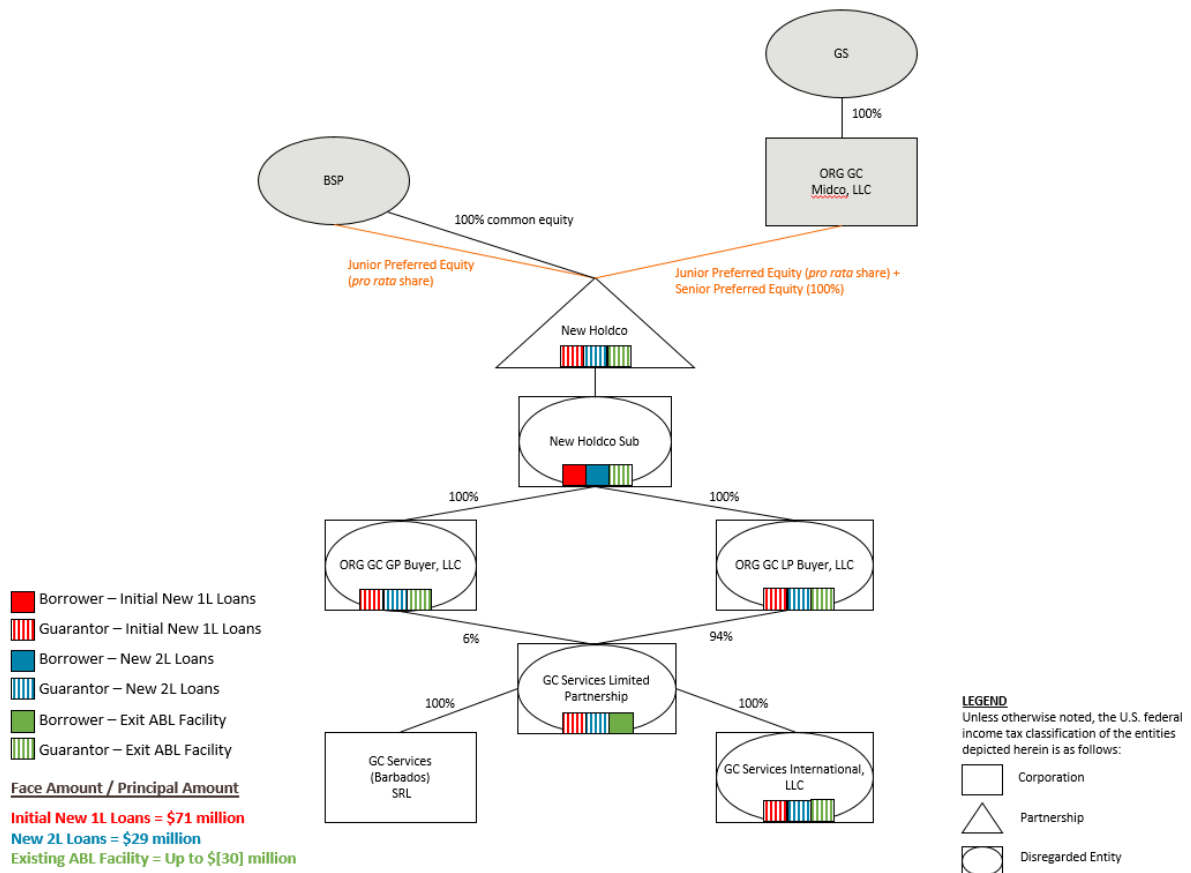 GS
100%
BSP
ORG GC
Midco, LLC
100% common equity
Junior Preferred Equity
(pro rata share)
Junior Preferred Equity (pro rata share) +
Senior Preferred Equity (100%)
New Holdco
New Holdco Sub
100%
100%
ORG GC GP Buyer, LLC
ORG GC LP Buyer, LLC
6%
94%
GC Services Limited
Partnership
100%
100%
GC Services
(Barbados)
SRL
GC Services International,
LLC
Borrower – Initial New 1L Loans
Guarantor – Initial New 1L Loans
Borrower – New 2L Loans
Guarantor – New 2L Loans
Borrower – Exit ABL Facility
Guarantor – Exit ABL Facility
Face Amount / Principal Amount
Initial New 1L Loans = $71 million
New 2L Loans = $29 million
Existing ABL Facility = Up to $[30] million
LEGEND
Unless otherwise noted, the U.S. federal
income tax classification of the entities
depicted herein is as follows:
Corporation
Partnership
Disregarded Entity